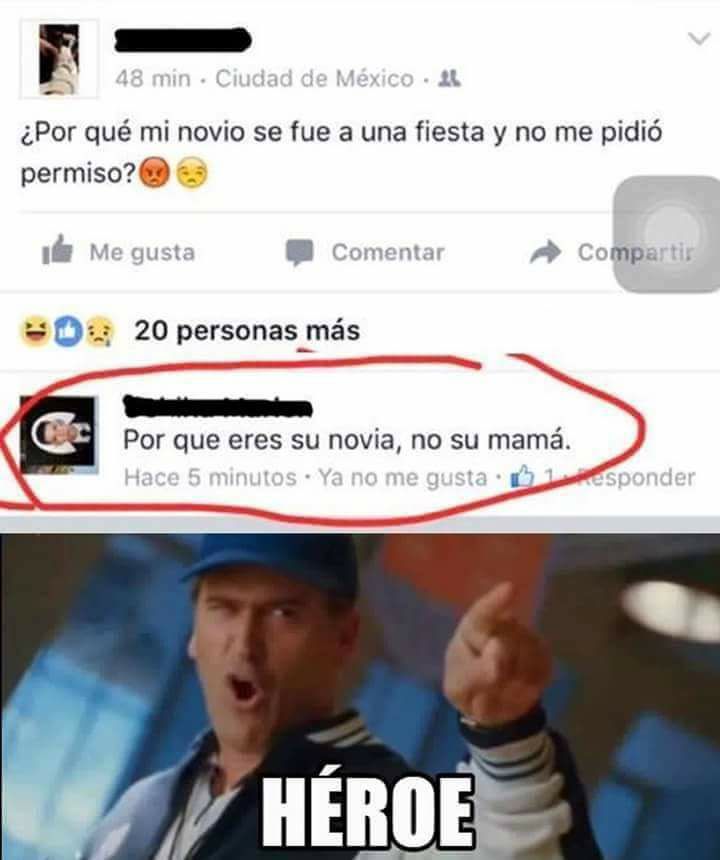 48 min · Ciudad de México ·
¿Por qué mi novio se fue a una fiesta y no me pidió
permiso?😡😒
Me gusta Comentar Compartir
20 personas más
Por que eres su novia, no su mamá.
Hace 5 minutos · Ya no me gusta · 1 · Responder
HÉROE